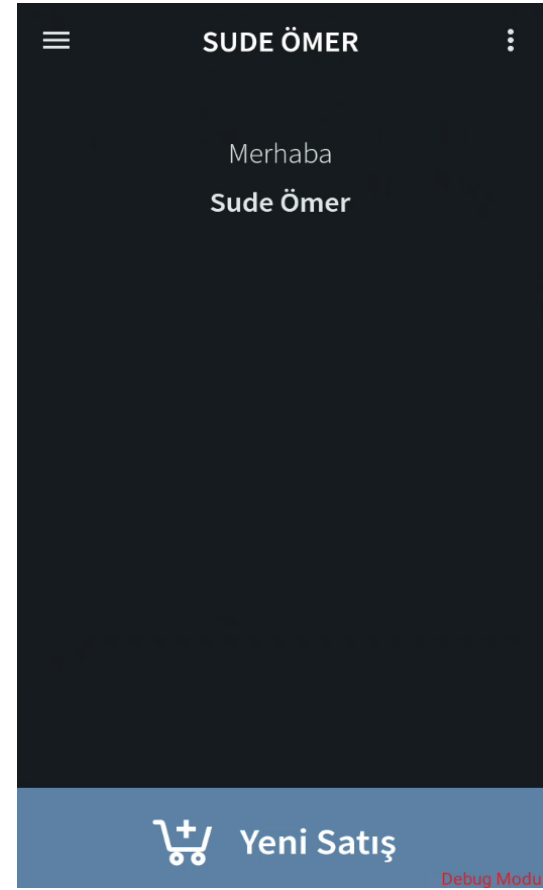 SUDE ÖMER
Merhaba
Sude Ömer
Yeni Satış
Debug Modu